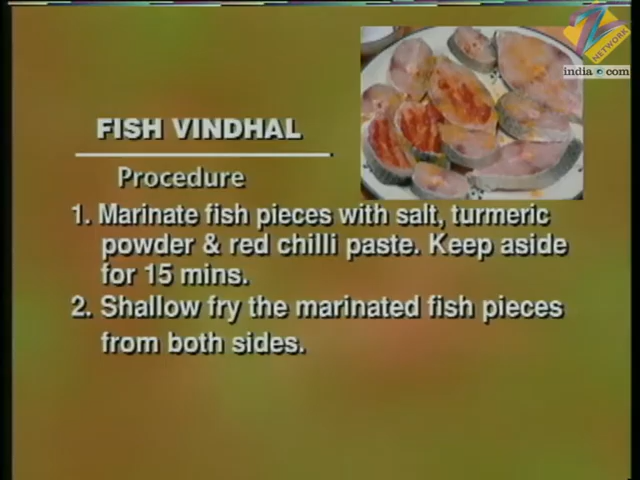 Z
NETWORK
india.com
FISH VINDHAL
Procedure
1. Marinate fish pieces with salt, turmeric
powder & red chilli paste. Keep aside
for 15 mins.
2. Shallow fry the marinated fish pieces
from both sides.